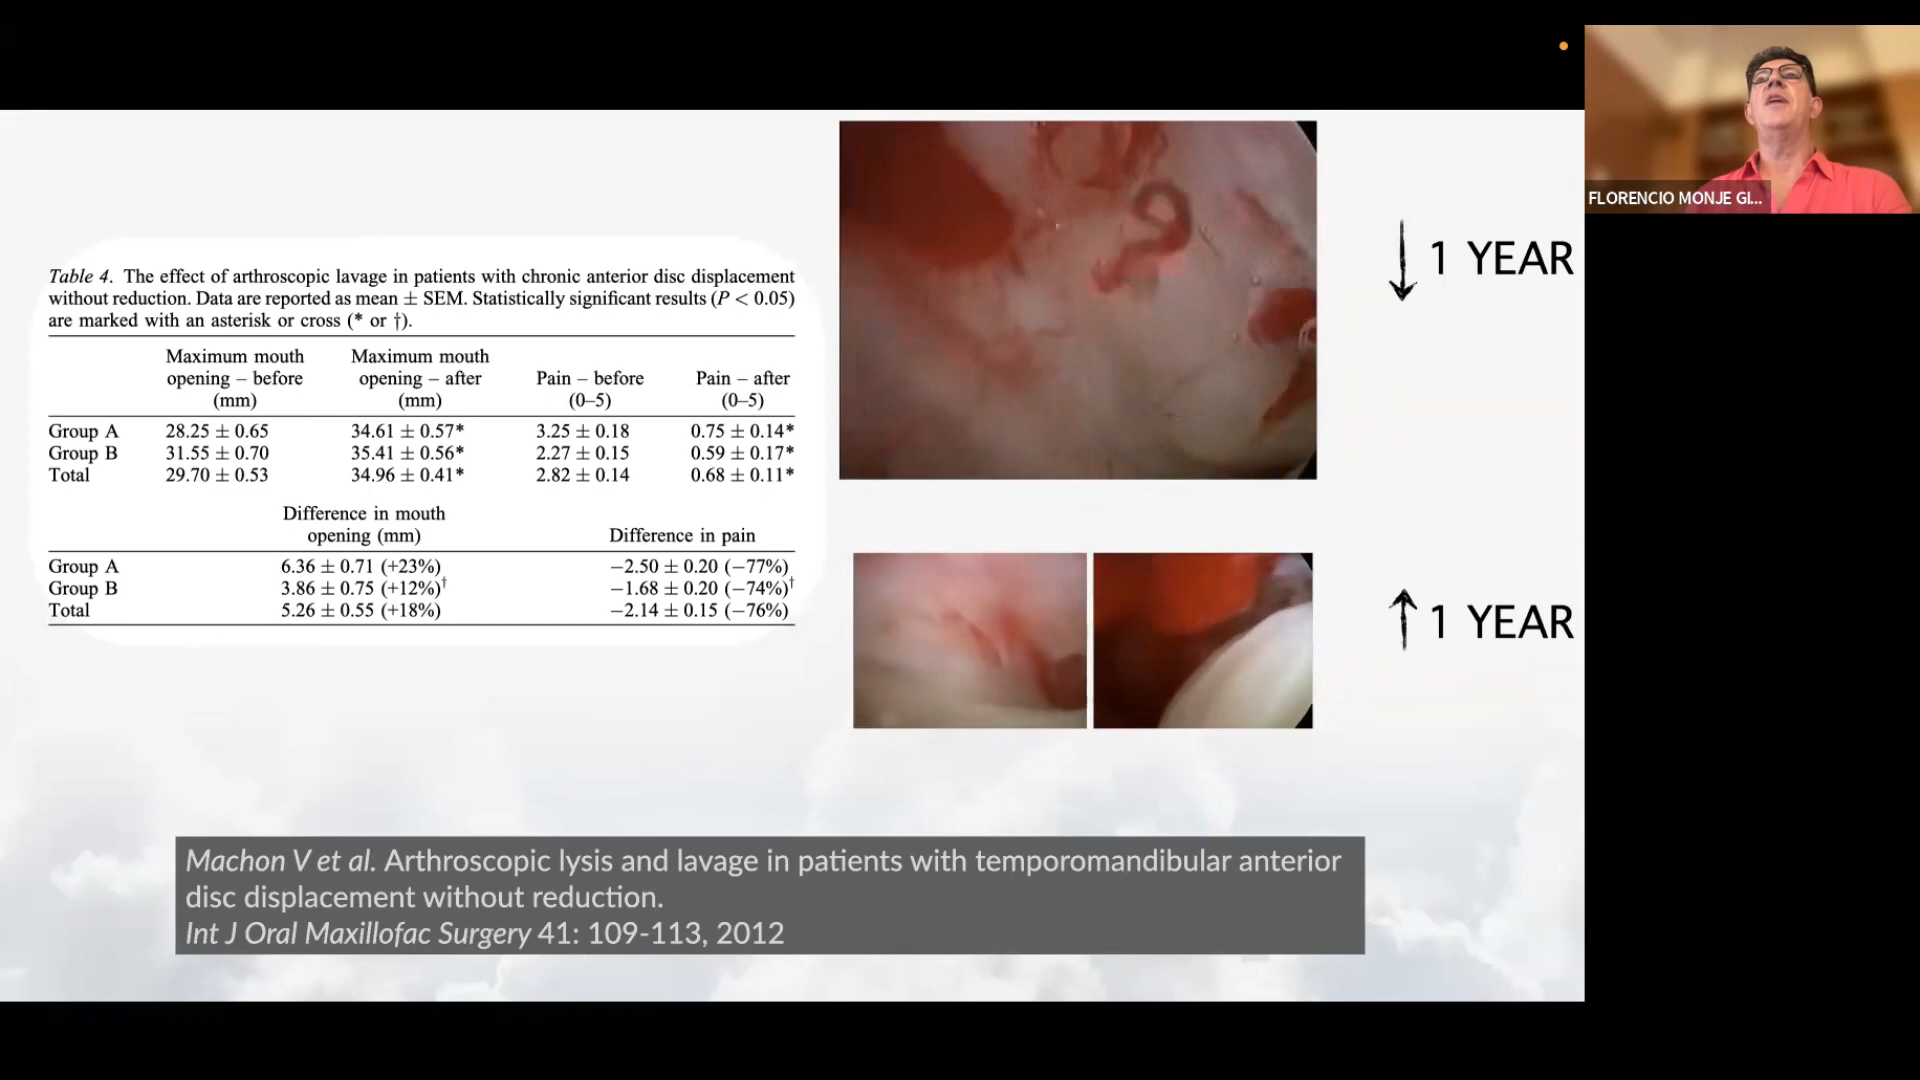 FLORENCIO MONJE GI...
Table 4. The effect of arthroscopic lavage in patients with chronic anterior disc displacement
without reduction. Data are reported as mean ± SEM. Statistically significant results (P < 0.05)
are marked with an asterisk or cross (* or †).
Maximum mouth opening – before (mm) Maximum mouth opening – after (mm) Pain – before (0–5) Pain – after (0–5)
Group A 28.25 ± 0.65 34.61 ± 0.57* 3.25 ± 0.18 0.75 ± 0.14*
Group B 31.55 ± 0.70 35.41 ± 0.56* 2.27 ± 0.15 0.59 ± 0.17*
Total 29.70 ± 0.53 34.96 ± 0.41* 2.82 ± 0.14 0.68 ± 0.11*
Difference in mouth opening (mm) Difference in pain
Group A 6.36 ± 0.71 (+23%) −2.50 ± 0.20 (−77%)
Group B 3.86 ± 0.75 (+12%)† −1.68 ± 0.20 (−74%)†
Total 5.26 ± 0.55 (+18%) −2.14 ± 0.15 (−76%)
↓ 1 YEAR
↑ 1 YEAR
Machon V et al. Arthroscopic lysis and lavage in patients with temporomandibular anterior
disc displacement without reduction.
Int J Oral Maxillofac Surgery 41: 109-113, 2012